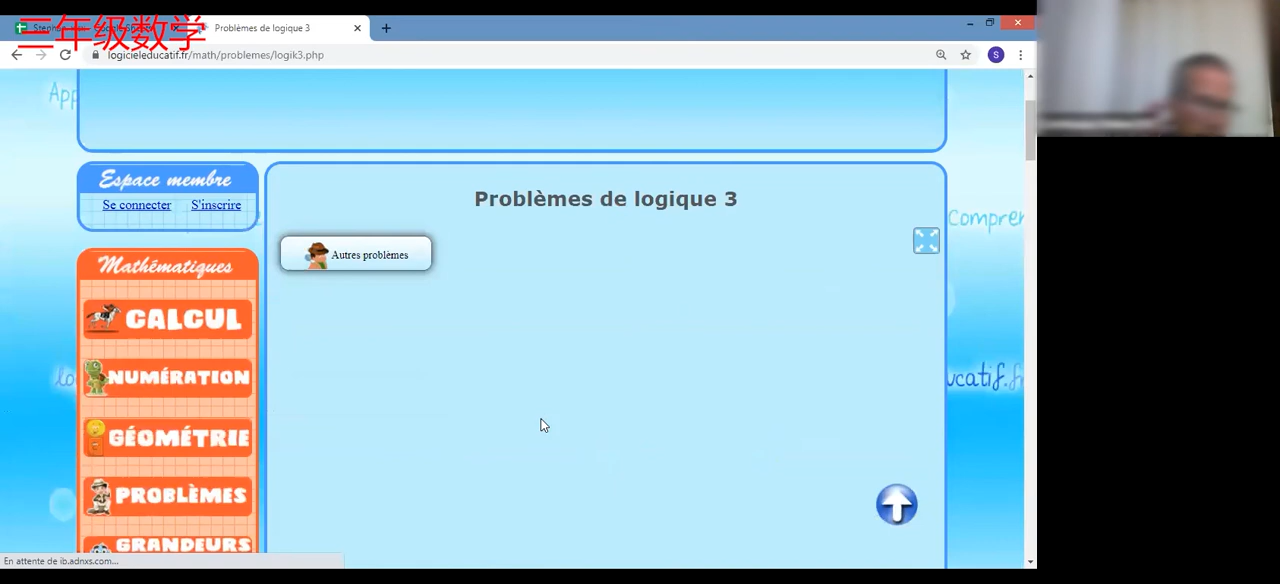 三年级数学
Problèmes de logique 3
logicieleducatif.fr/math/problemes/logik3.php
S
Espace membre
Se connecter S'inscrire
Problèmes de logique 3
Autres problèmes
Mathématiques
CALCUL
NUMÉRATION
GÉOMÉTRIE
PROBLÈMES
GRANDEURS
Compren
ucatif.fr
App
En attente de ib.adnxs.com...